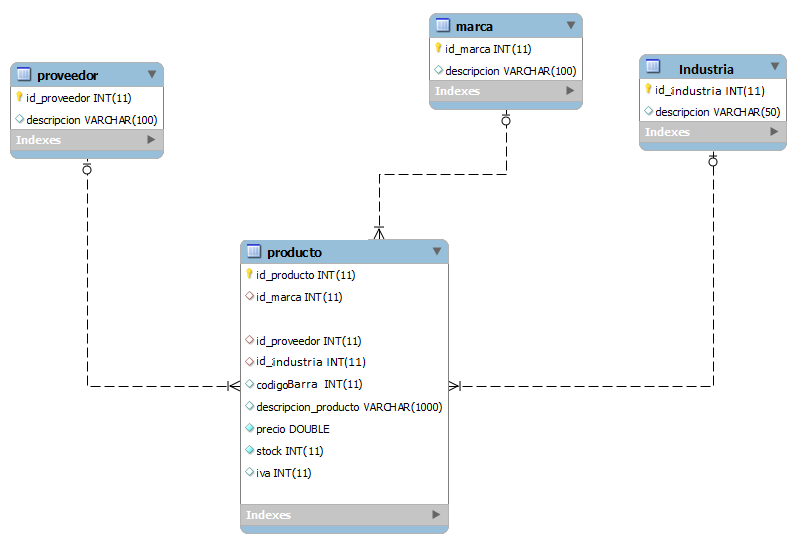 marca
id_marca INT(11)
descripcion VARCHAR(100)
Indexes
Industria
id_industria INT(11)
descripcion VARCHAR(50)
Indexes
proveedor
id_proveedor INT(11)
descripcion VARCHAR(100)
Indexes
producto
id_producto INT(11)
id_marca INT(11)
id_proveedor INT(11)
id_industria INT(11)
codigoBarra INT(11)
descripcion_producto VARCHAR(1000)
precio DOUBLE
stock INT(11)
iva INT(11)
Indexes